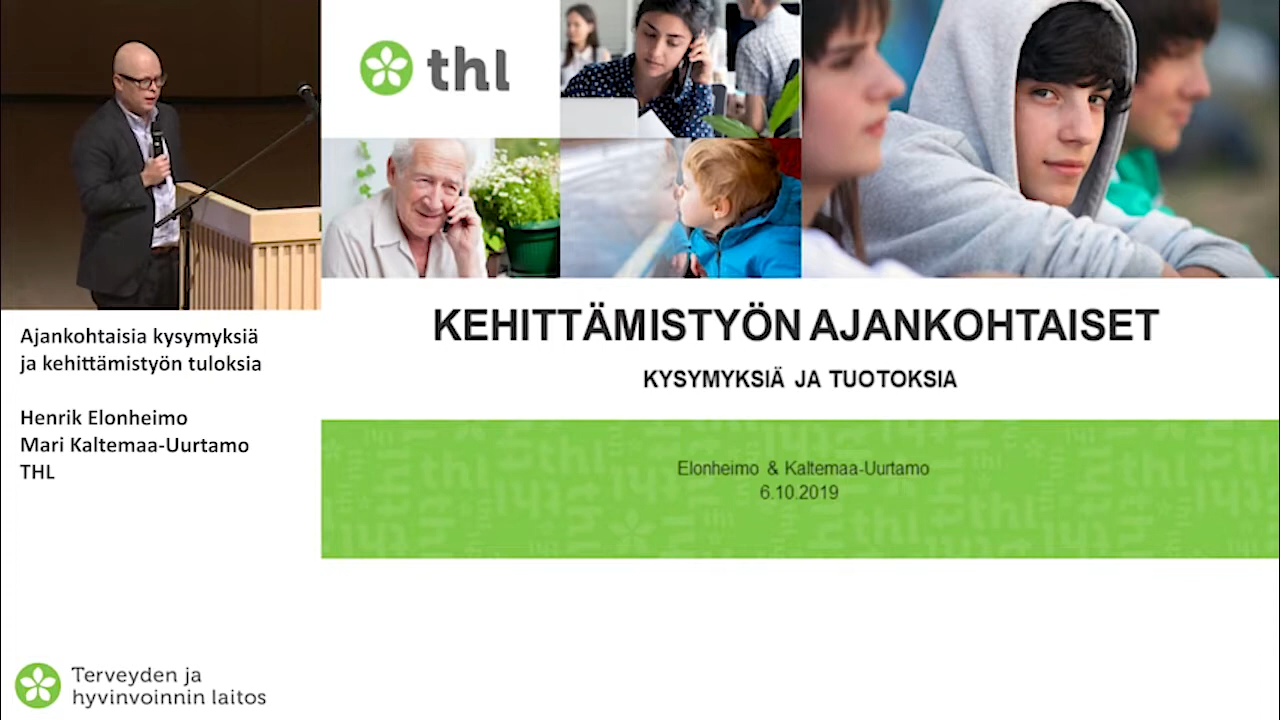 thl
KEHITTÄMISTYÖN AJANKOHTAISET
KYSYMYKSIÄ JA TUOTOKSIA
Elonheimo & Kaltemaa-Uurtamo
6.10.2019
Ajankohtaisia kysymyksiä
ja kehittämistyön tuloksia
Henrik Elonheimo
Mari Kaltemaa-Uurtamo
THL
Terveyden ja
hyvinvoinnin laitos